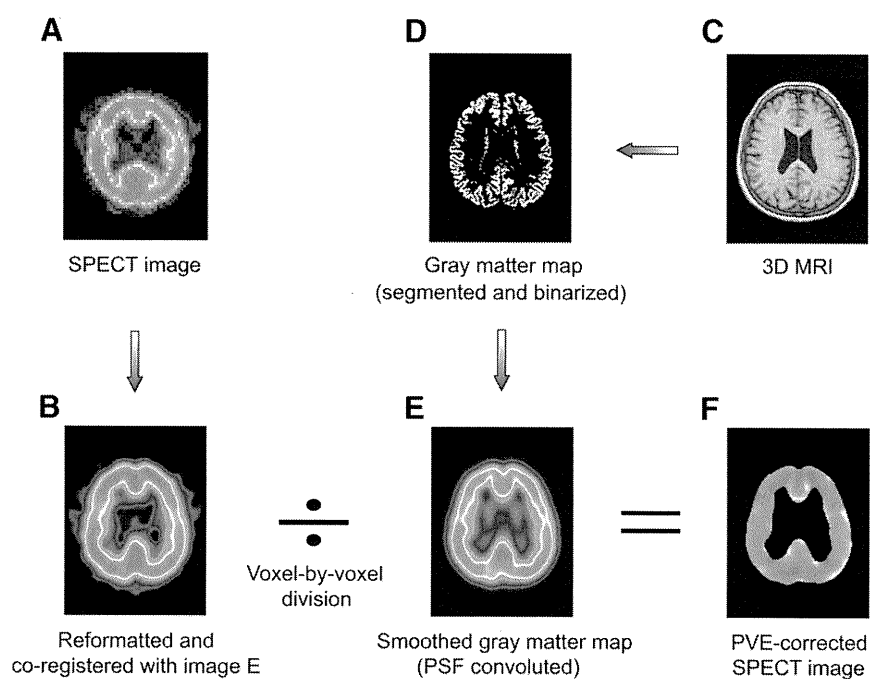 A
D
C
SPECT image
Gray matter map
(segmented and binarized)
3D MRI
B
E
F
Voxel-by-voxel
division
Reformatted and
co-registered with image E
Smoothed gray matter map
(PSF convoluted)
PVE-corrected
SPECT image